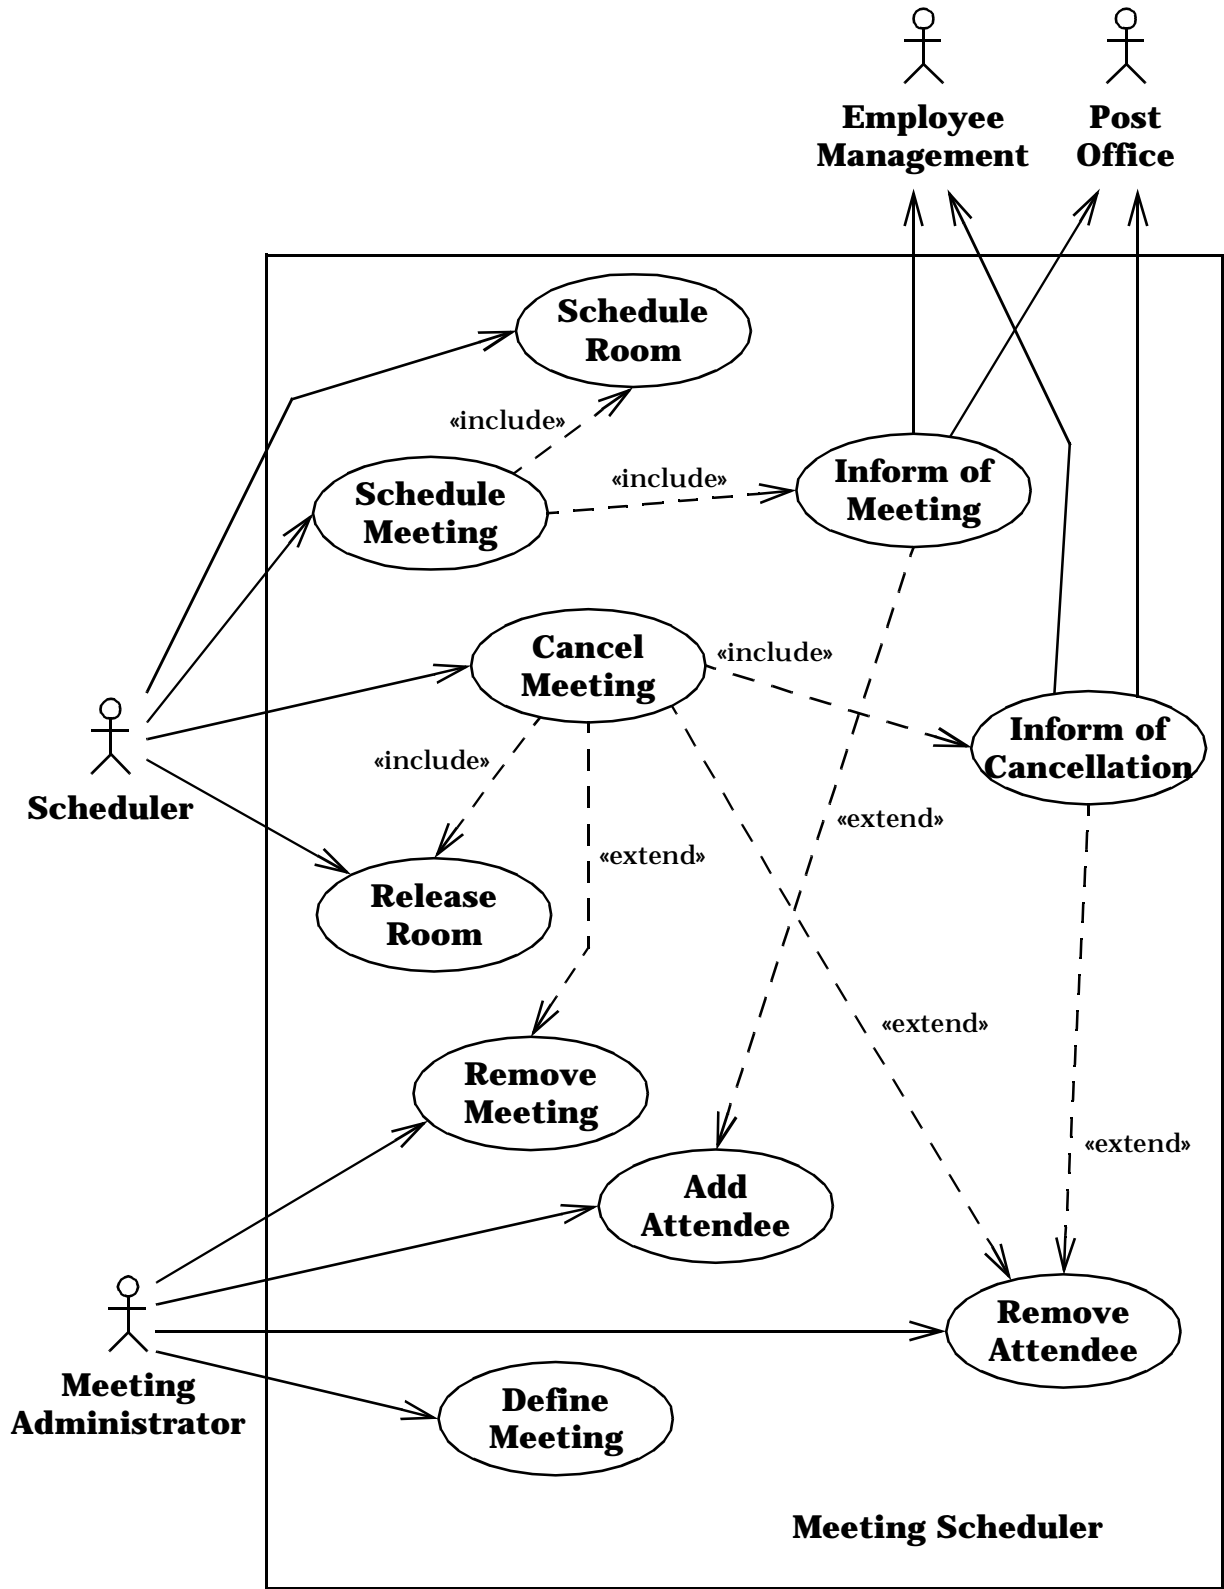 Employee
Management
Post
Office
Schedule
Room
«include»
Schedule
Meeting
«include»
Inform of
Meeting
Cancel
Meeting
«include»
Inform of
Cancellation
«include»
Scheduler
«extend»
«extend»
Release
Room
«extend»
Remove
Meeting
«extend»
Add
Attendee
Remove
Attendee
Meeting
Administrator
Define
Meeting
Meeting Scheduler